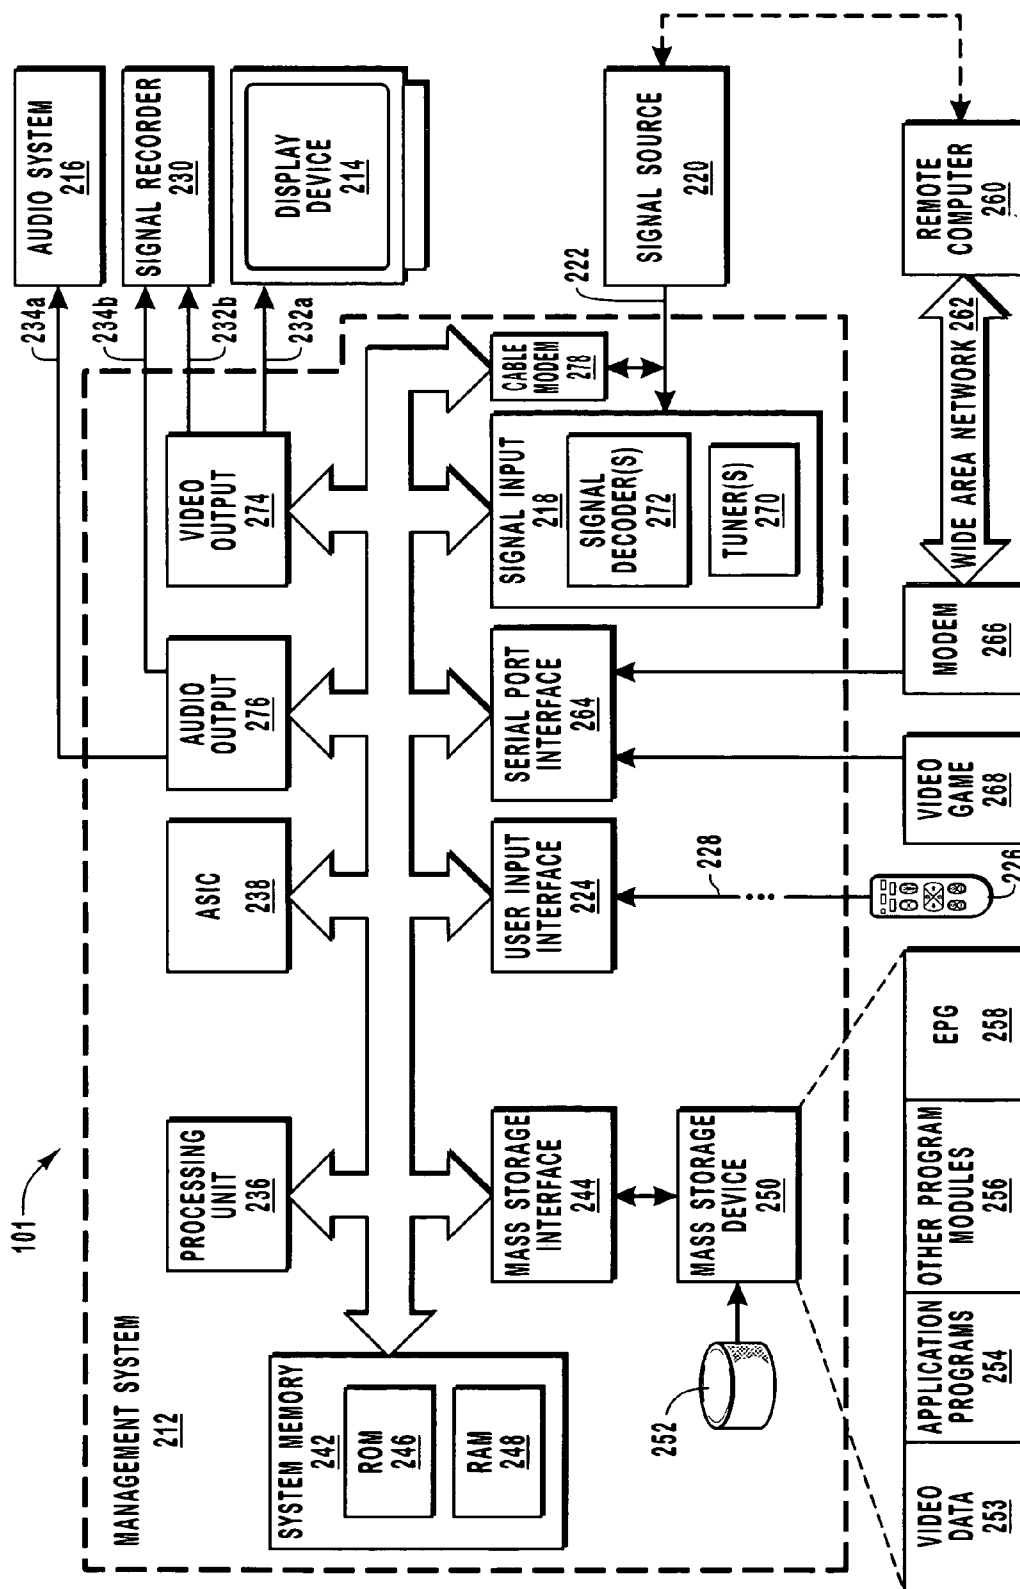 101
MANAGEMENT SYSTEM
212
SYSTEM MEMORY
242
ROM
246
RAM
248
PROCESSING
UNIT
236
ASIC
238
AUDIO
OUTPUT
276
VIDEO
OUTPUT
274
234a
234b
232b
232a
AUDIO SYSTEM
216
SIGNAL RECORDER
230
DISPLAY
DEVICE
214
MASS STORAGE
INTERFACE
244
USER INPUT
INTERFACE
224
SERIAL PORT
INTERFACE
264
SIGNAL INPUT
218
SIGNAL
DECODER(S)
272
TUNER(S)
270
CABLE
MODEM
278
222
SIGNAL SOURCE
220
252
MASS STORAGE
DEVICE
250
228
226
VIDEO
DATA
253
APPLICATION
PROGRAMS
254
OTHER PROGRAM
MODULES
256
EPG
258
VIDEO
GAME
268
MODEM
266
WIDE AREA NETWORK 262
REMOTE
COMPUTER
260